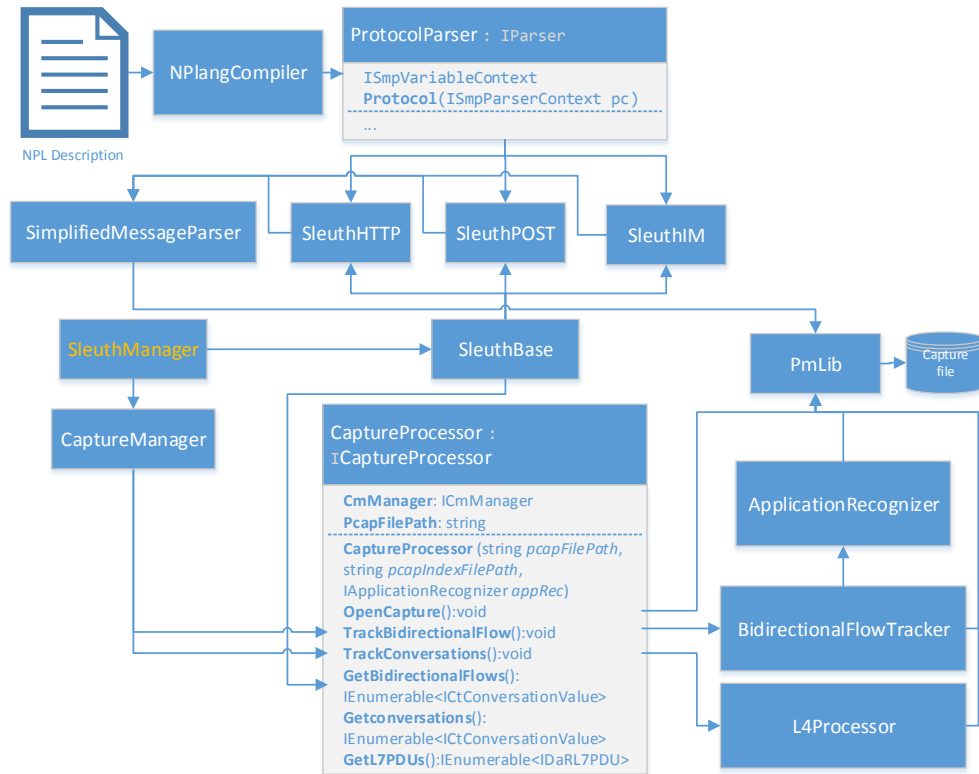 ProtocolParser : IParser
NPlangCompiler
ISmpVariableContext
Protocol(ISmpParserContext pc)
...
NPL Description
SimplifiedMessageParser
SleuthHTTP
SleuthPOST
SleuthIM
SleuthManager
SleuthBase
PmLib
Capture
file
CaptureManager
CaptureProcessor :
ICaptureProcessor
CmManager: ICmManager
PcapFilePath: string
CaptureProcessor (string pcapFilePath,
string pcapIndexFilePath,
IApplicationRecognizer appRec)
OpenCapture():void
TrackBidirectionalFlow():void
TrackConversations():void
GetBidirectionalFlows():
IEnumerable<ICtConversationValue>
Getconversations():
IEnumerable<ICtConversationValue>
GetL7PDUs():IEnumerable<IDaRL7PDU>
ApplicationRecognizer
BidirectionalFlowTracker
L4Processor